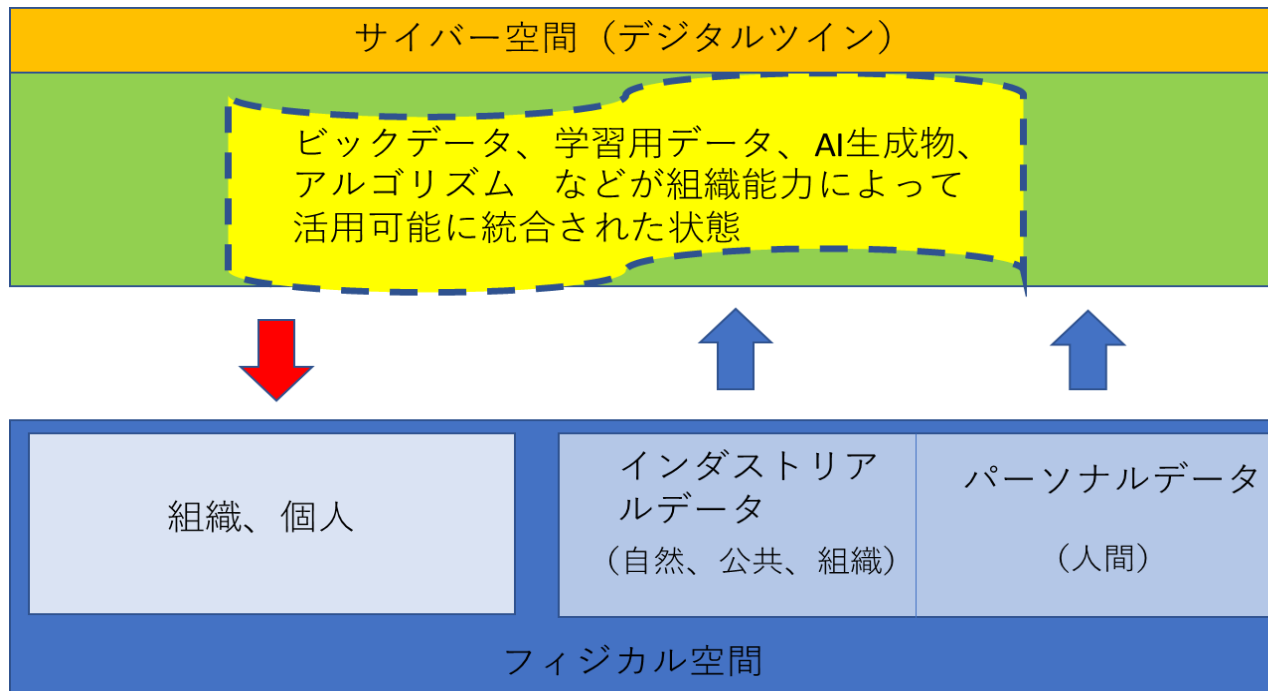 サイバー空間（デジタルツイン）
ビックデータ、学習用データ、AI生成物、
アルゴリズム　などが組織能力によって
活用可能に統合された状態
組織、個人
インダストリア
ルデータ
（自然、公共、組織）
パーソナルデータ
（人間）
フィジカル空間